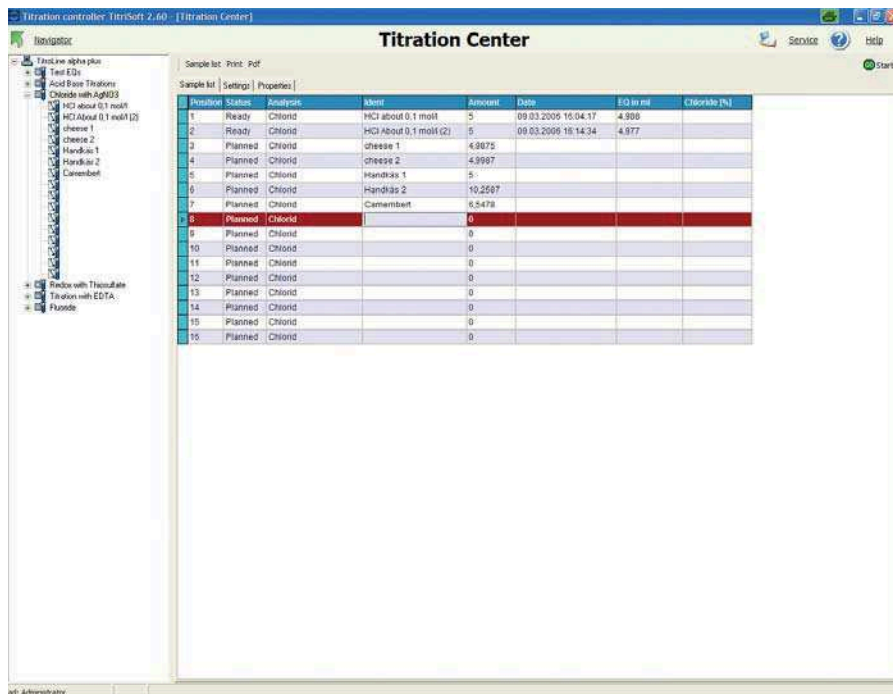 Titration controller TitriSoft 2.60 - [Titration Center]
Navigator Titration Center Service Help
TitroLine alpha plus
Test EQs
Acid Base Titrations
Chloride with AgNO3
HCl about 0,1 mol/l
HCl About 0,1 mol/l (2)
cheese 1
cheese 2
Handkäs 1
Handkäs 2
Camembert
Redox with Thiosulfate
Titration with EDTA
Fluoride
Sample list Print Pdf Start
Sample list Settings Properties
Position Status Analysis Ident Amount Date EQ in ml Chloride [%]
1 Ready Chlorid HCl about 0,1 mol/l 5 09.03.2006 16:04:17
2 Ready Chlorid HCl About 0,1 mol/l (2) 5 09.03.2006 16:14:34 4,977
3 Planned Chlorid cheese 1 4,9875
4 Planned Chlorid cheese 2 4,9987
5 Planned Chlorid Handkäs 1 5
6 Planned Chlorid Handkäs 2 10,2587
7 Planned Chlorid Camembert 6,5478
8 Planned Chlorid 0
9 Planned Chlorid 0
10 Planned Chlorid 0
11 Planned Chlorid 0
12 Planned Chlorid 0
13 Planned Chlorid 0
14 Planned Chlorid 0
15 Planned Chlorid 0
16 Planned Chlorid 0
Administrator